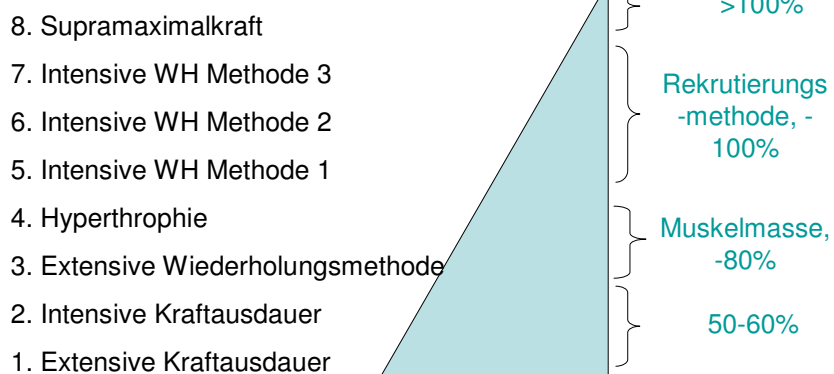 >100%
8. Supramaximalkraft
7. Intensive WH Methode 3
6. Intensive WH Methode 2
5. Intensive WH Methode 1
4. Hyperthrophie
3. Extensive Wiederholungsmethode
2. Intensive Kraftausdauer
1. Extensive Kraftausdauer
Rekrutierungs
-methode, -
100%
Muskelmasse,
-80%
50-60%